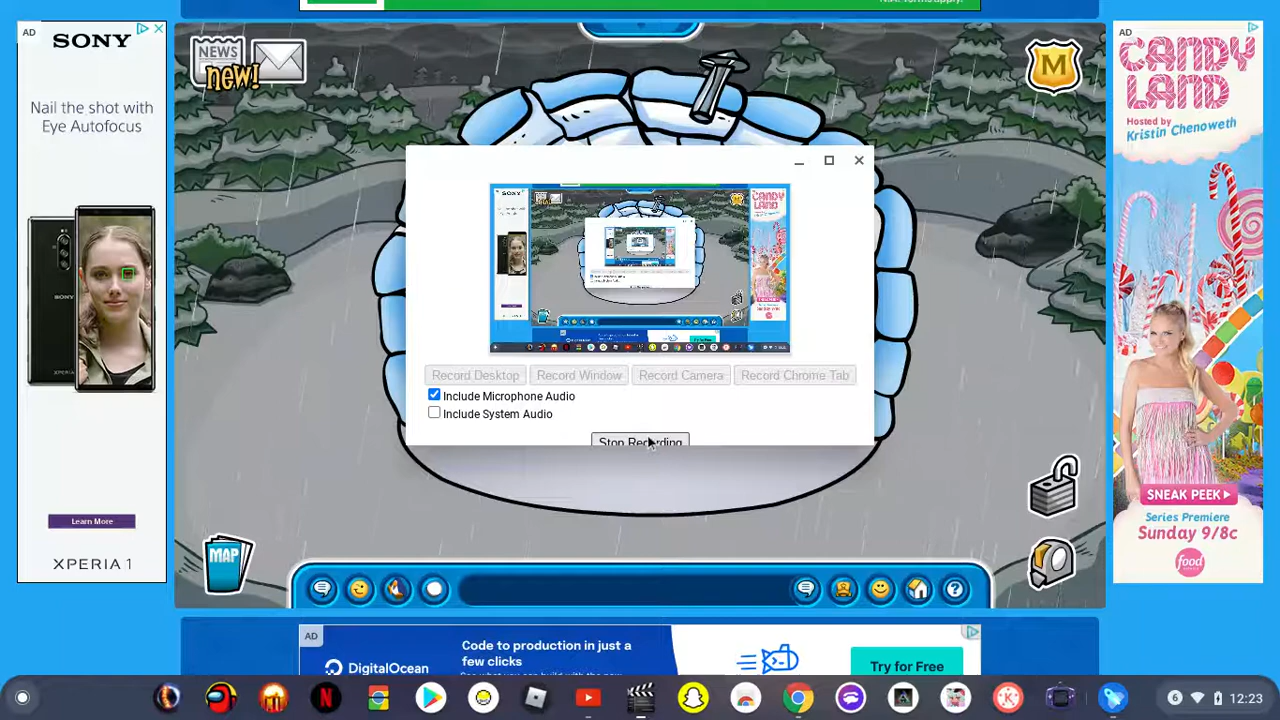 AD
SONY
Nail the shot with
Eye Autofocus
SONY
XPERIA
Learn More
XPERIA 1
NEWS
new!
M
Record Desktop
Record Window
Record Camera
Record Chrome Tab
Include Microphone Audio
Include System Audio
Stop Recording
MAP
?
AD
CANDY
LAND
Hosted by
Kristin Chenoweth
SNEAK PEEK
Series Premiere
Sunday 9/8c
food
AD
DigitalOcean
Code to production in just a
few clicks
Try for Free
N
K
6
12:23